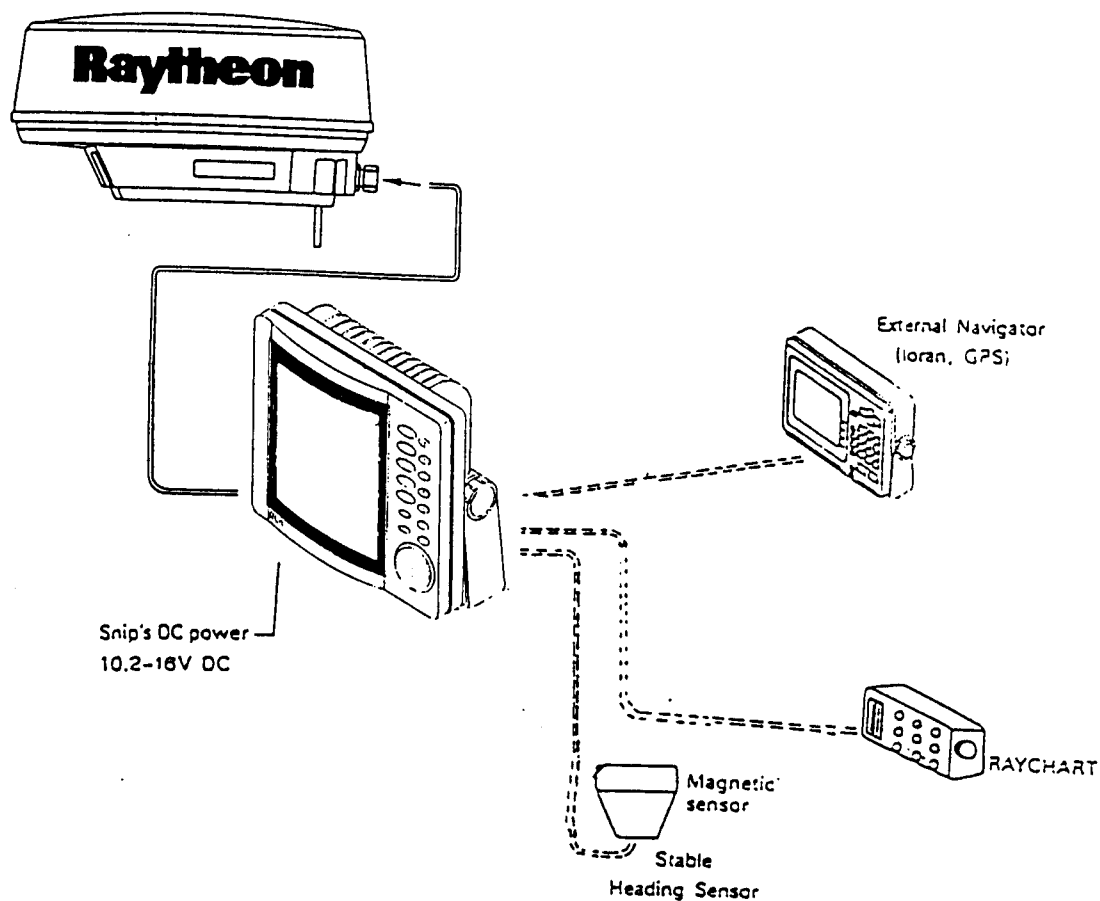 Raytheon
External Navigator
(loran, GPS)
Snip's DC power
10.2-16V DC
RAYCHART
Magnetic
sensor
Stable
Heading Sensor